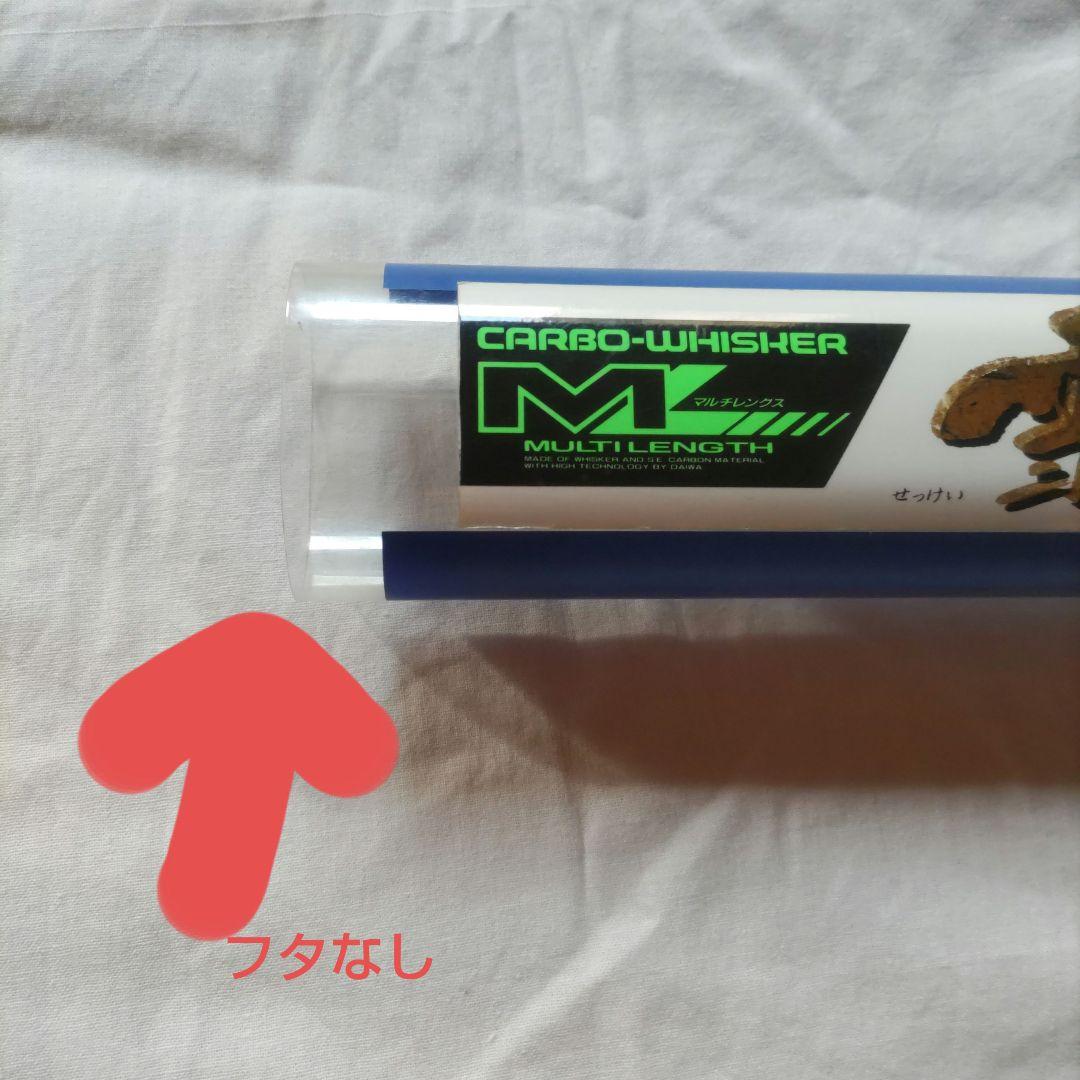 CARBO-WHISKER
ML
マルチレングス
MULTI LENGTH
MADE OF WHISKER AND S.E. CARBON MATERIAL
WITH HIGH TECHNOLOGY BY DAIWA
せっけい
フタなし